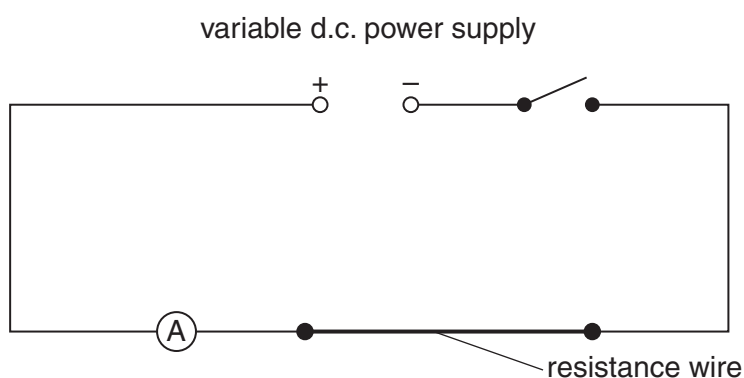 variable d.c. power supply
+ −
A
resistance wire